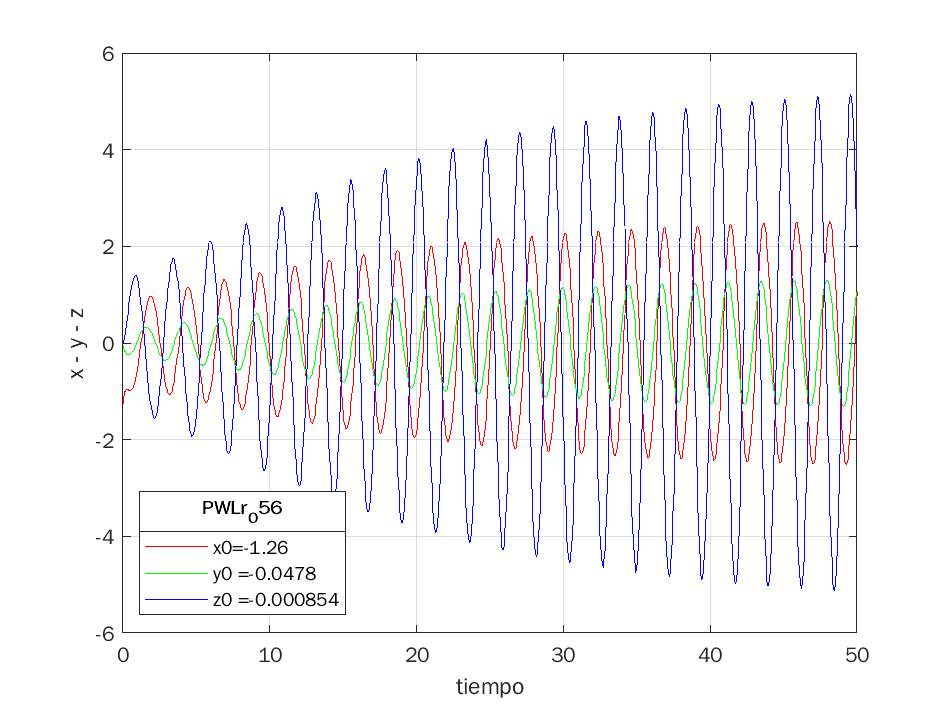 6
4
2
0
-2
-4
-6
x - y - z
PWLr₀56
x0=-1.26
y0 =-0.0478
z0 =-0.000854
0 10 20 30 40 50
tiempo